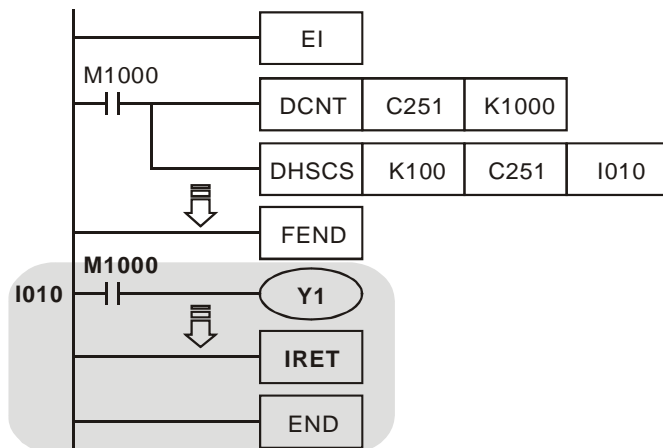 EI
M1000
DCNT C251 K1000
DHSCS K100 C251 I010
FEND
M1000
I010 Y1
IRET
END